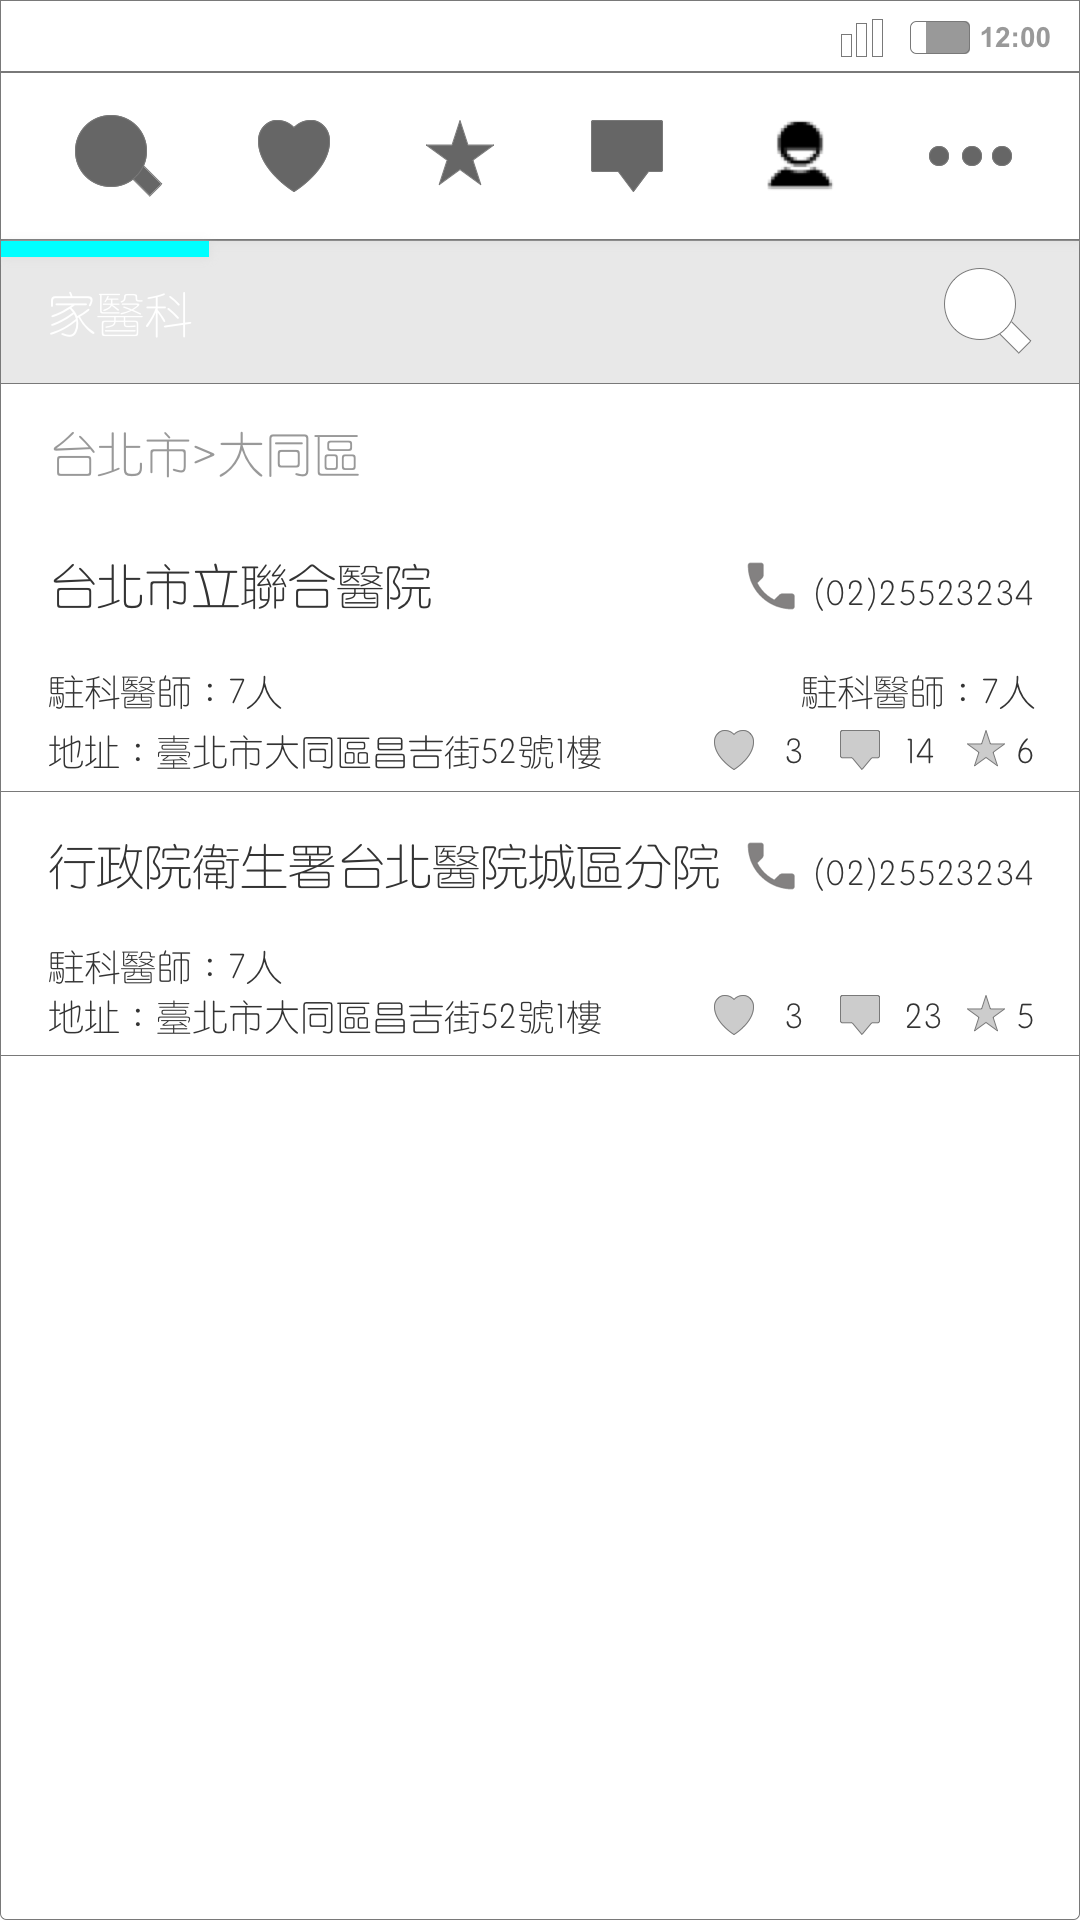 12:00
家醫科
台北市>大同區
台北市立聯合醫院 (02)25523234
駐科醫師：7人 駐科醫師：7人
地址：臺北市大同區昌吉街52號1樓 3 14 6
行政院衛生署台北醫院城區分院 (02)25523234
駐科醫師：7人
地址：臺北市大同區昌吉街52號1樓 3 23 5